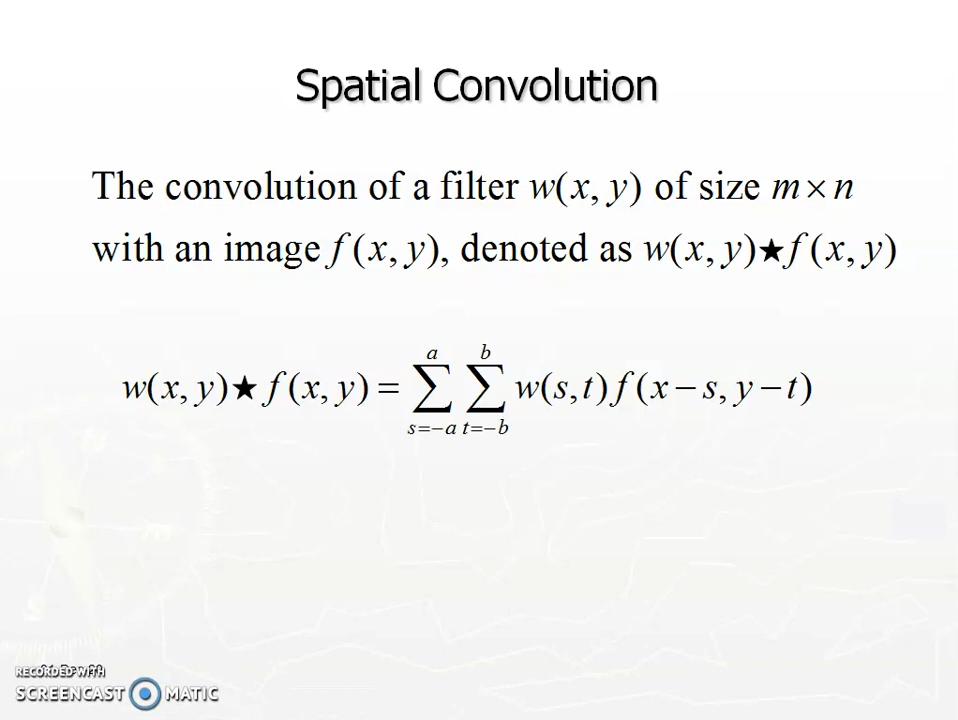 Spatial Convolution
The convolution of a filter w(x, y) of size m × n
with an image f (x, y), denoted as w(x, y)★f (x, y)
w(x, y)★ f (x, y) = ∑_{s=−a}^{a} ∑_{t=−b}^{b} w(s,t) f (x − s, y − t)
RECORDED WITH
SCREENCAST MATIC